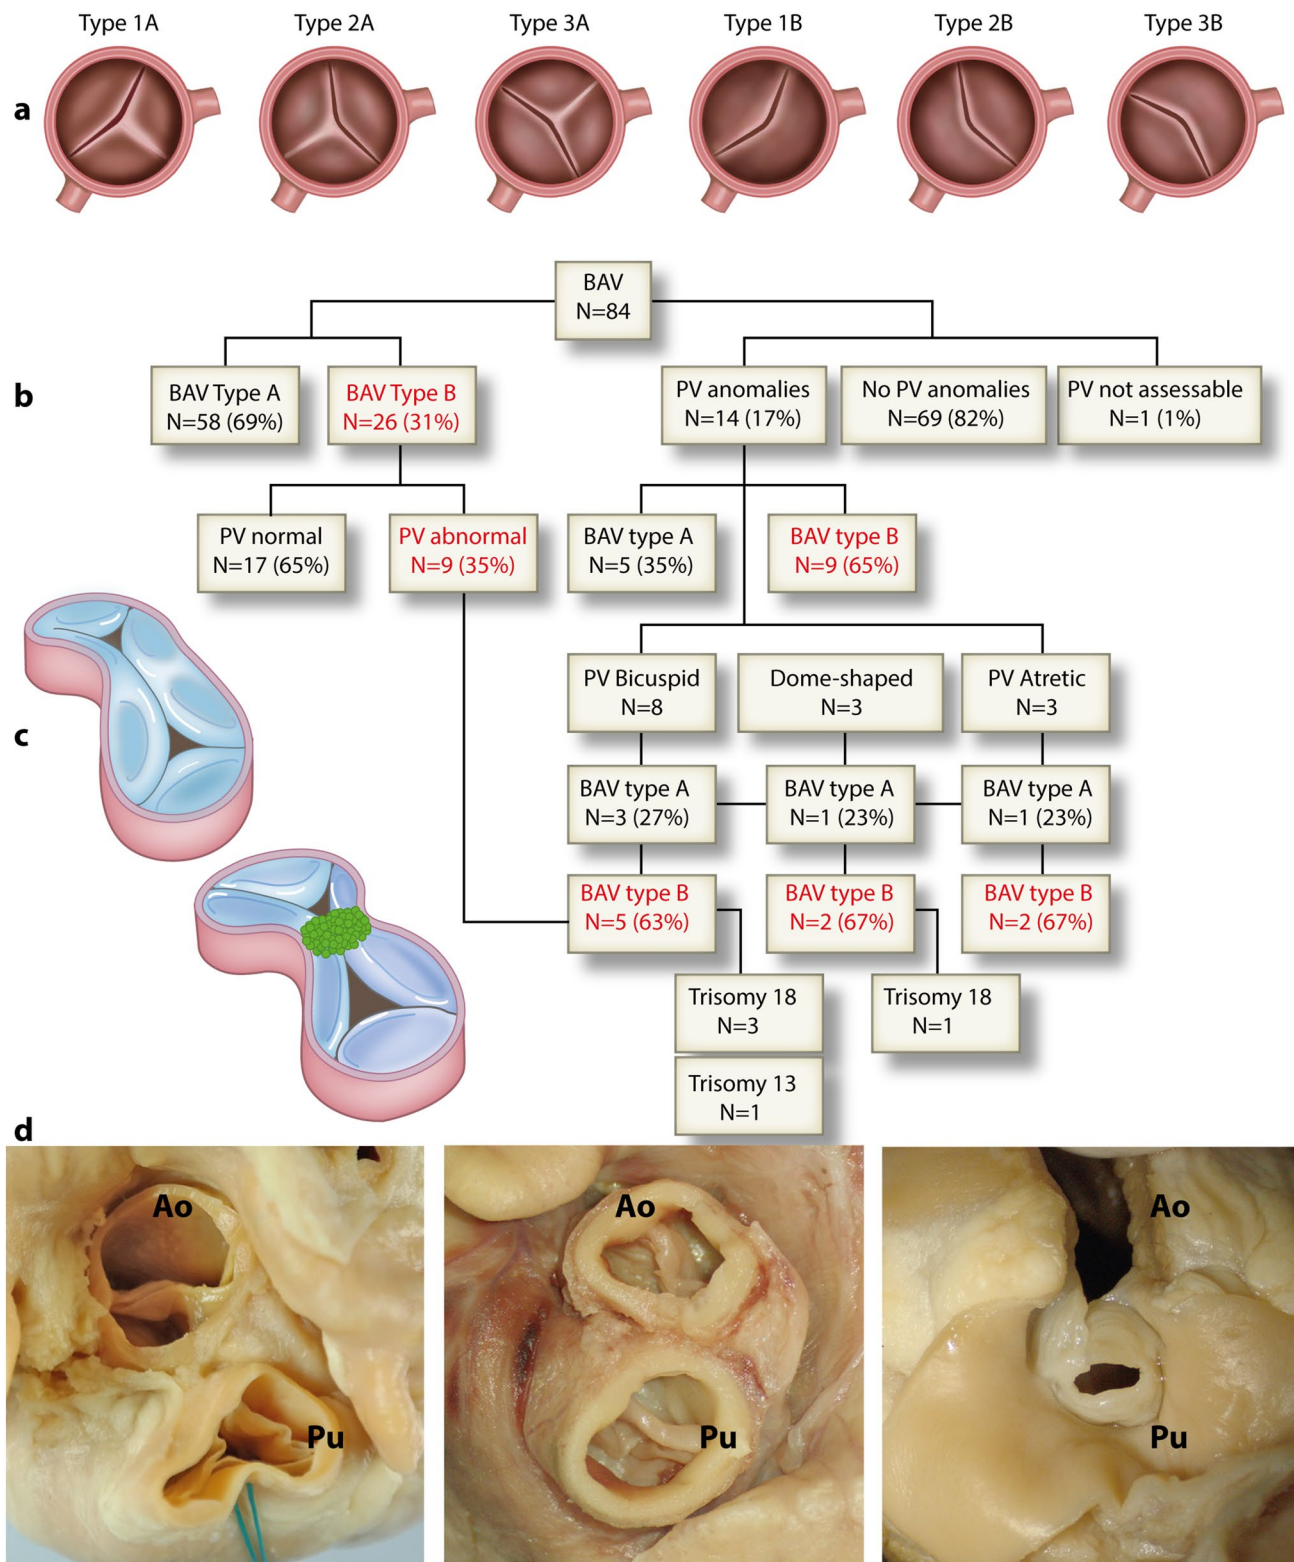 Type 1A
Type 2A
Type 3A
Type 1B
Type 2B
Type 3B
a
BAV
N=84
b
BAV Type A
N=58 (69%)
BAV Type B
N=26 (31%)
PV anomalies
N=14 (17%)
No PV anomalies
N=69 (82%)
PV not assessable
N=1 (1%)
PV normal
N=17 (65%)
PV abnormal
N=9 (35%)
BAV type A
N=5 (35%)
BAV type B
N=9 (65%)
c
PV Bicuspid
N=8
Dome-shaped
N=3
PV Atretic
N=3
BAV type A
N=3 (27%)
BAV type A
N=1 (23%)
BAV type A
N=1 (23%)
BAV type B
N=5 (63%)
BAV type B
N=2 (67%)
BAV type B
N=2 (67%)
Trisomy 18
N=3
Trisomy 18
N=1
Trisomy 13
N=1
d
Ao
Pu
Ao
Pu
Ao
Pu